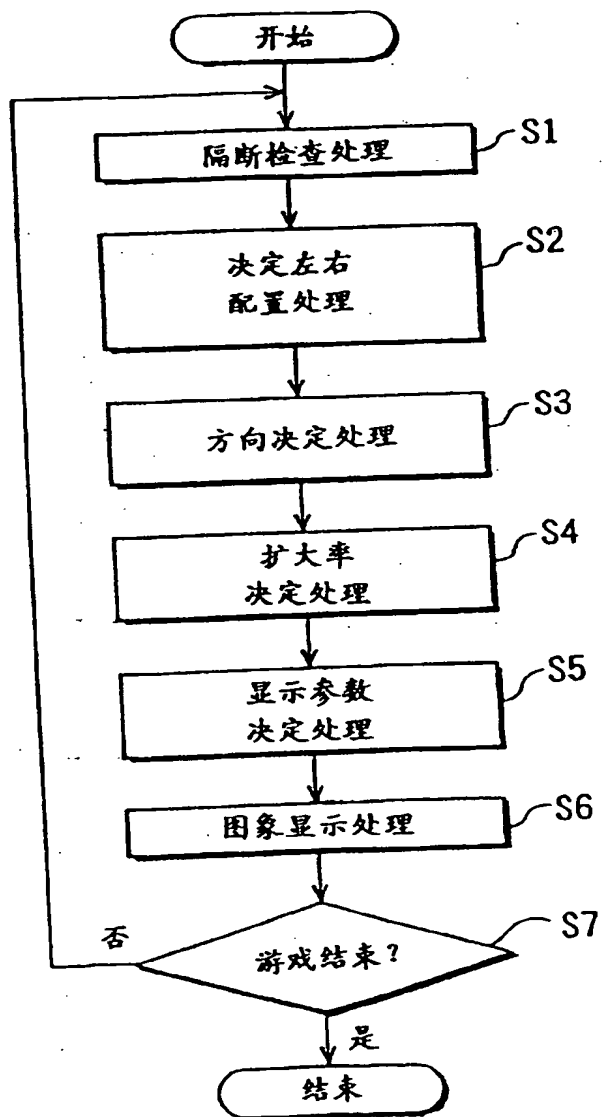 开始
隔断检查处理
S1
决定左右
配置处理
S2
方向决定处理
S3
扩大率
决定处理
S4
显示参数
决定处理
S5
图象显示处理
S6
游戏结束?
S7
否
是
结束